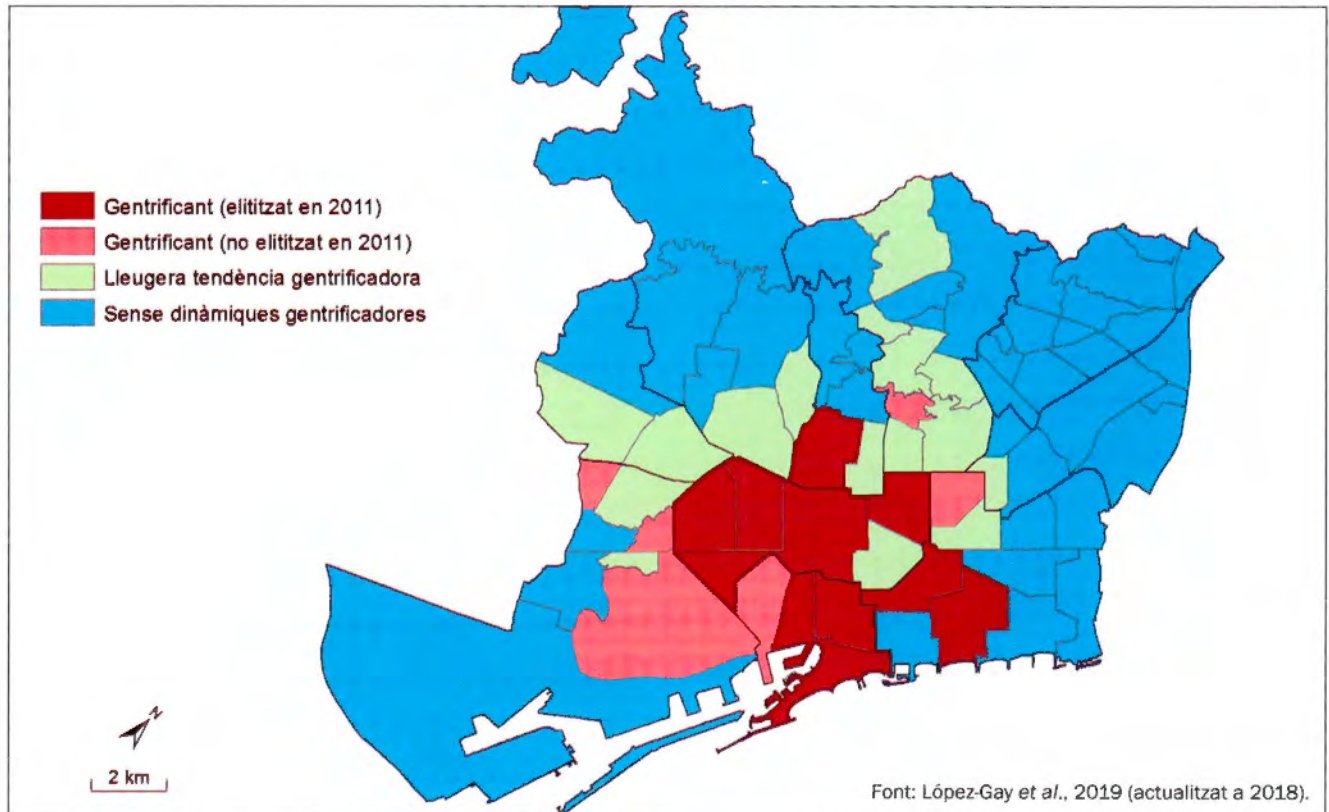 Gentrificant (elititzat en 2011)
Gentrificant (no elititzat en 2011)
Lleugera tendència gentrificadora
Sense dinàmiques gentrificadores
N
2 km
Font: López-Gay et al., 2019 (actualitzat a 2018).